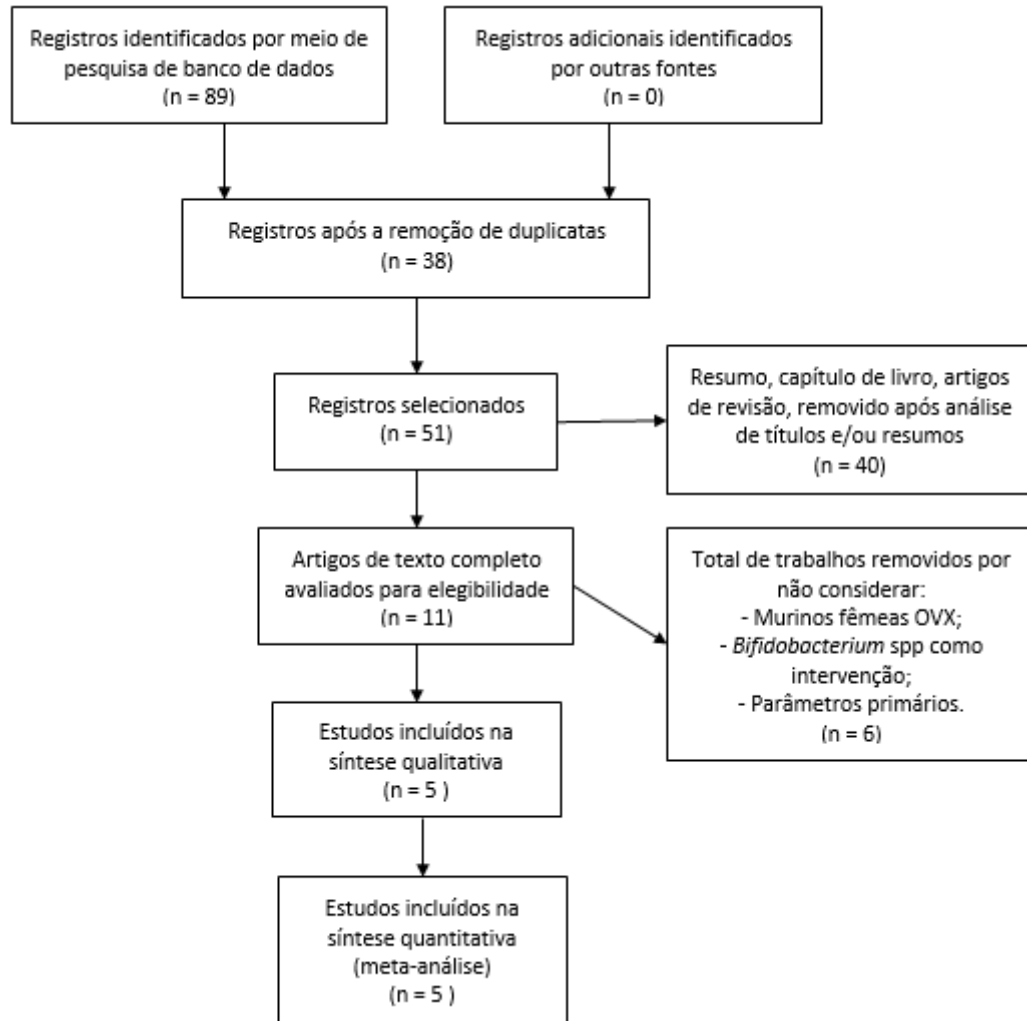 Registros identificados por meio de
pesquisa de banco de dados
(n = 89)
Registros adicionais identificados
por outras fontes
(n = 0)
Registros após a remoção de duplicatas
(n = 38)
Registros selecionados
(n = 51)
Resumo, capítulo de livro, artigos
de revisão, removido após análise
de títulos e/ou resumos
(n = 40)
Artigos de texto completo
avaliados para elegibilidade
(n = 11)
Total de trabalhos removidos por
não considerar:
- Murinos fêmeas OVX;
- Bifidobacterium spp como
intervenção;
- Parâmetros primários.
(n = 6)
Estudos incluídos na
síntese qualitativa
(n = 5 )
Estudos incluídos na
síntese quantitativa
(meta-análise)
(n = 5 )